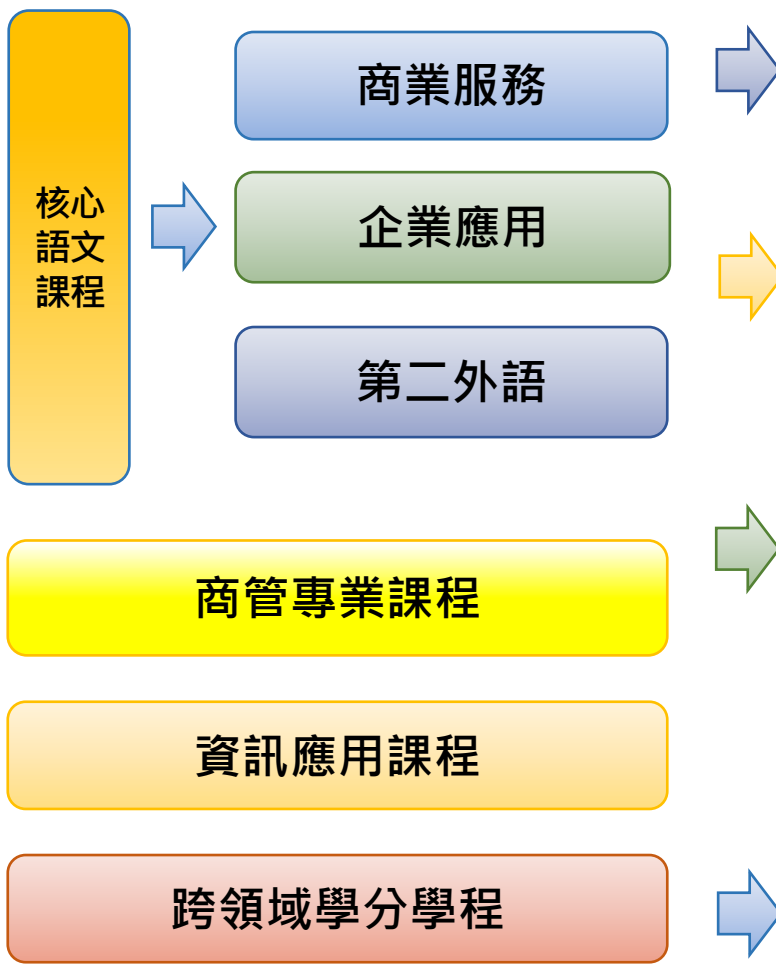 核心
語文
課程
商業服務
企業應用
第二外語
商管專業課程
資訊應用課程
跨領域學分學程